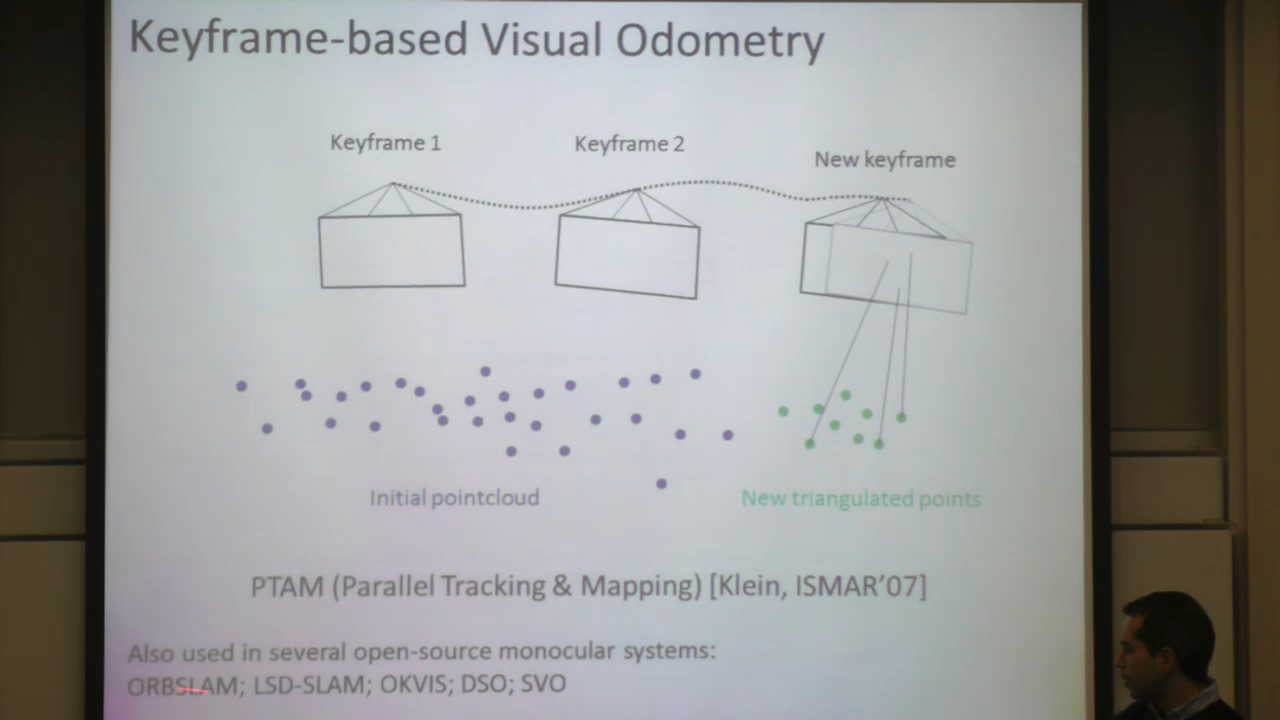 Keyframe-based Visual Odometry
Keyframe 1
Keyframe 2
New keyframe
Initial pointcloud
New triangulated points
PTAM (Parallel Tracking & Mapping) [Klein, ISMAR’07]
Also used in several open-source monocular systems:
ORBSLAM; LSD-SLAM; OKVIS; DSO; SVO